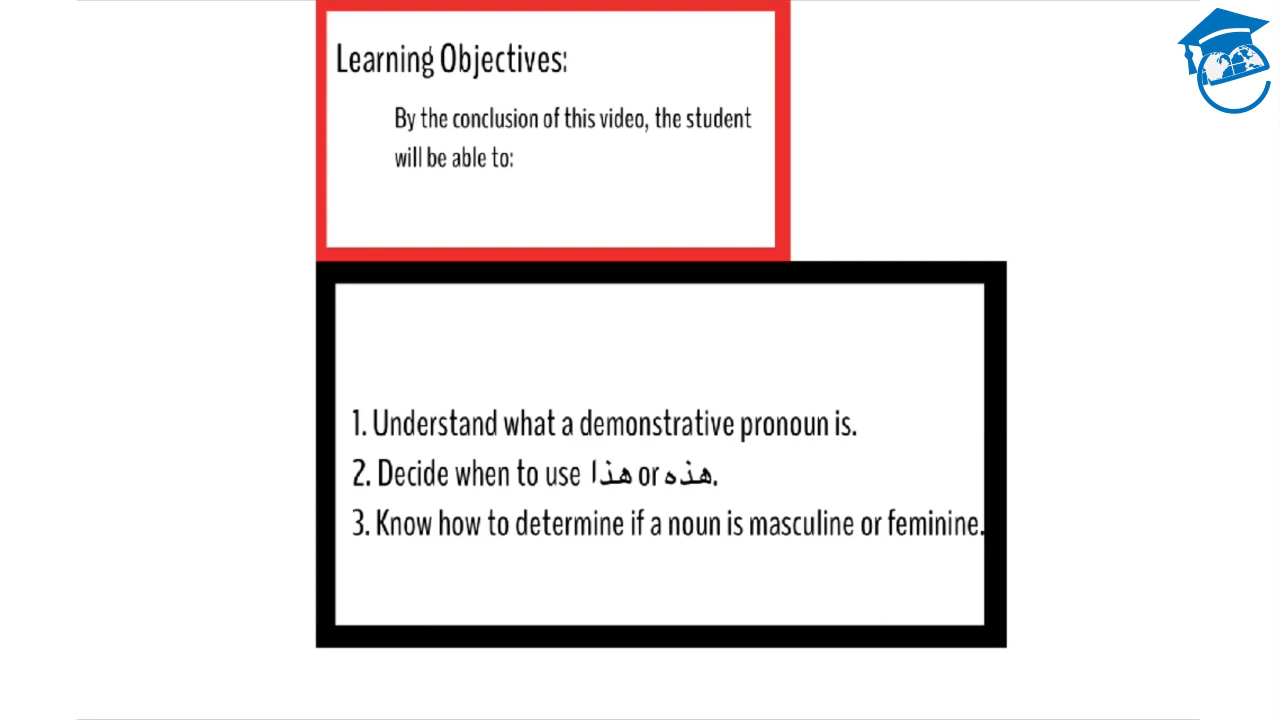 Learning Objectives:
By the conclusion of this video, the student
will be able to:
1. Understand what a demonstrative pronoun is.
2. Decide when to use هذا or هذه.
3. Know how to determine if a noun is masculine or feminine.